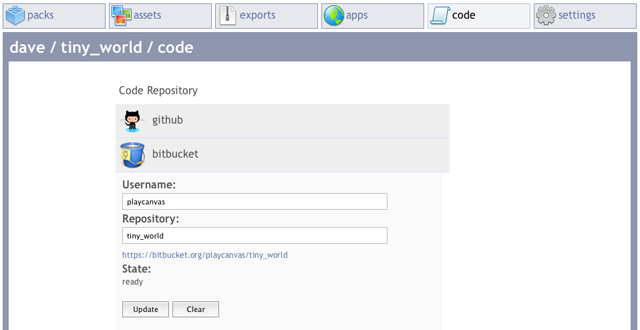 packs assets exports apps code settings
dave / tiny_world / code
Code Repository
github
bitbucket
Username:
playcanvas
Repository:
tiny_world
https://bitbucket.org/playcanvas/tiny_world
State:
ready
Update Clear